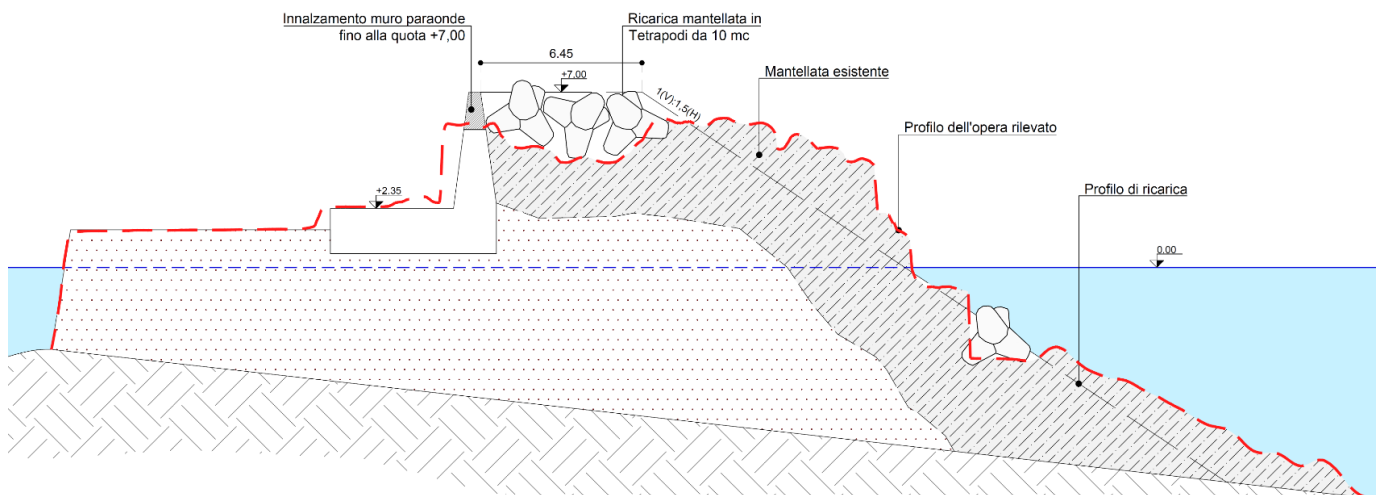 Innalzamento muro paraonde
fino alla quota +7,00
Ricarica mantellata in
Tetrapodi da 10 mc
6.45
+7.00
1(V):1,5(H)
Mantellata esistente
Profilo dell'opera rilevato
+2.35
Profilo di ricarica
0.00